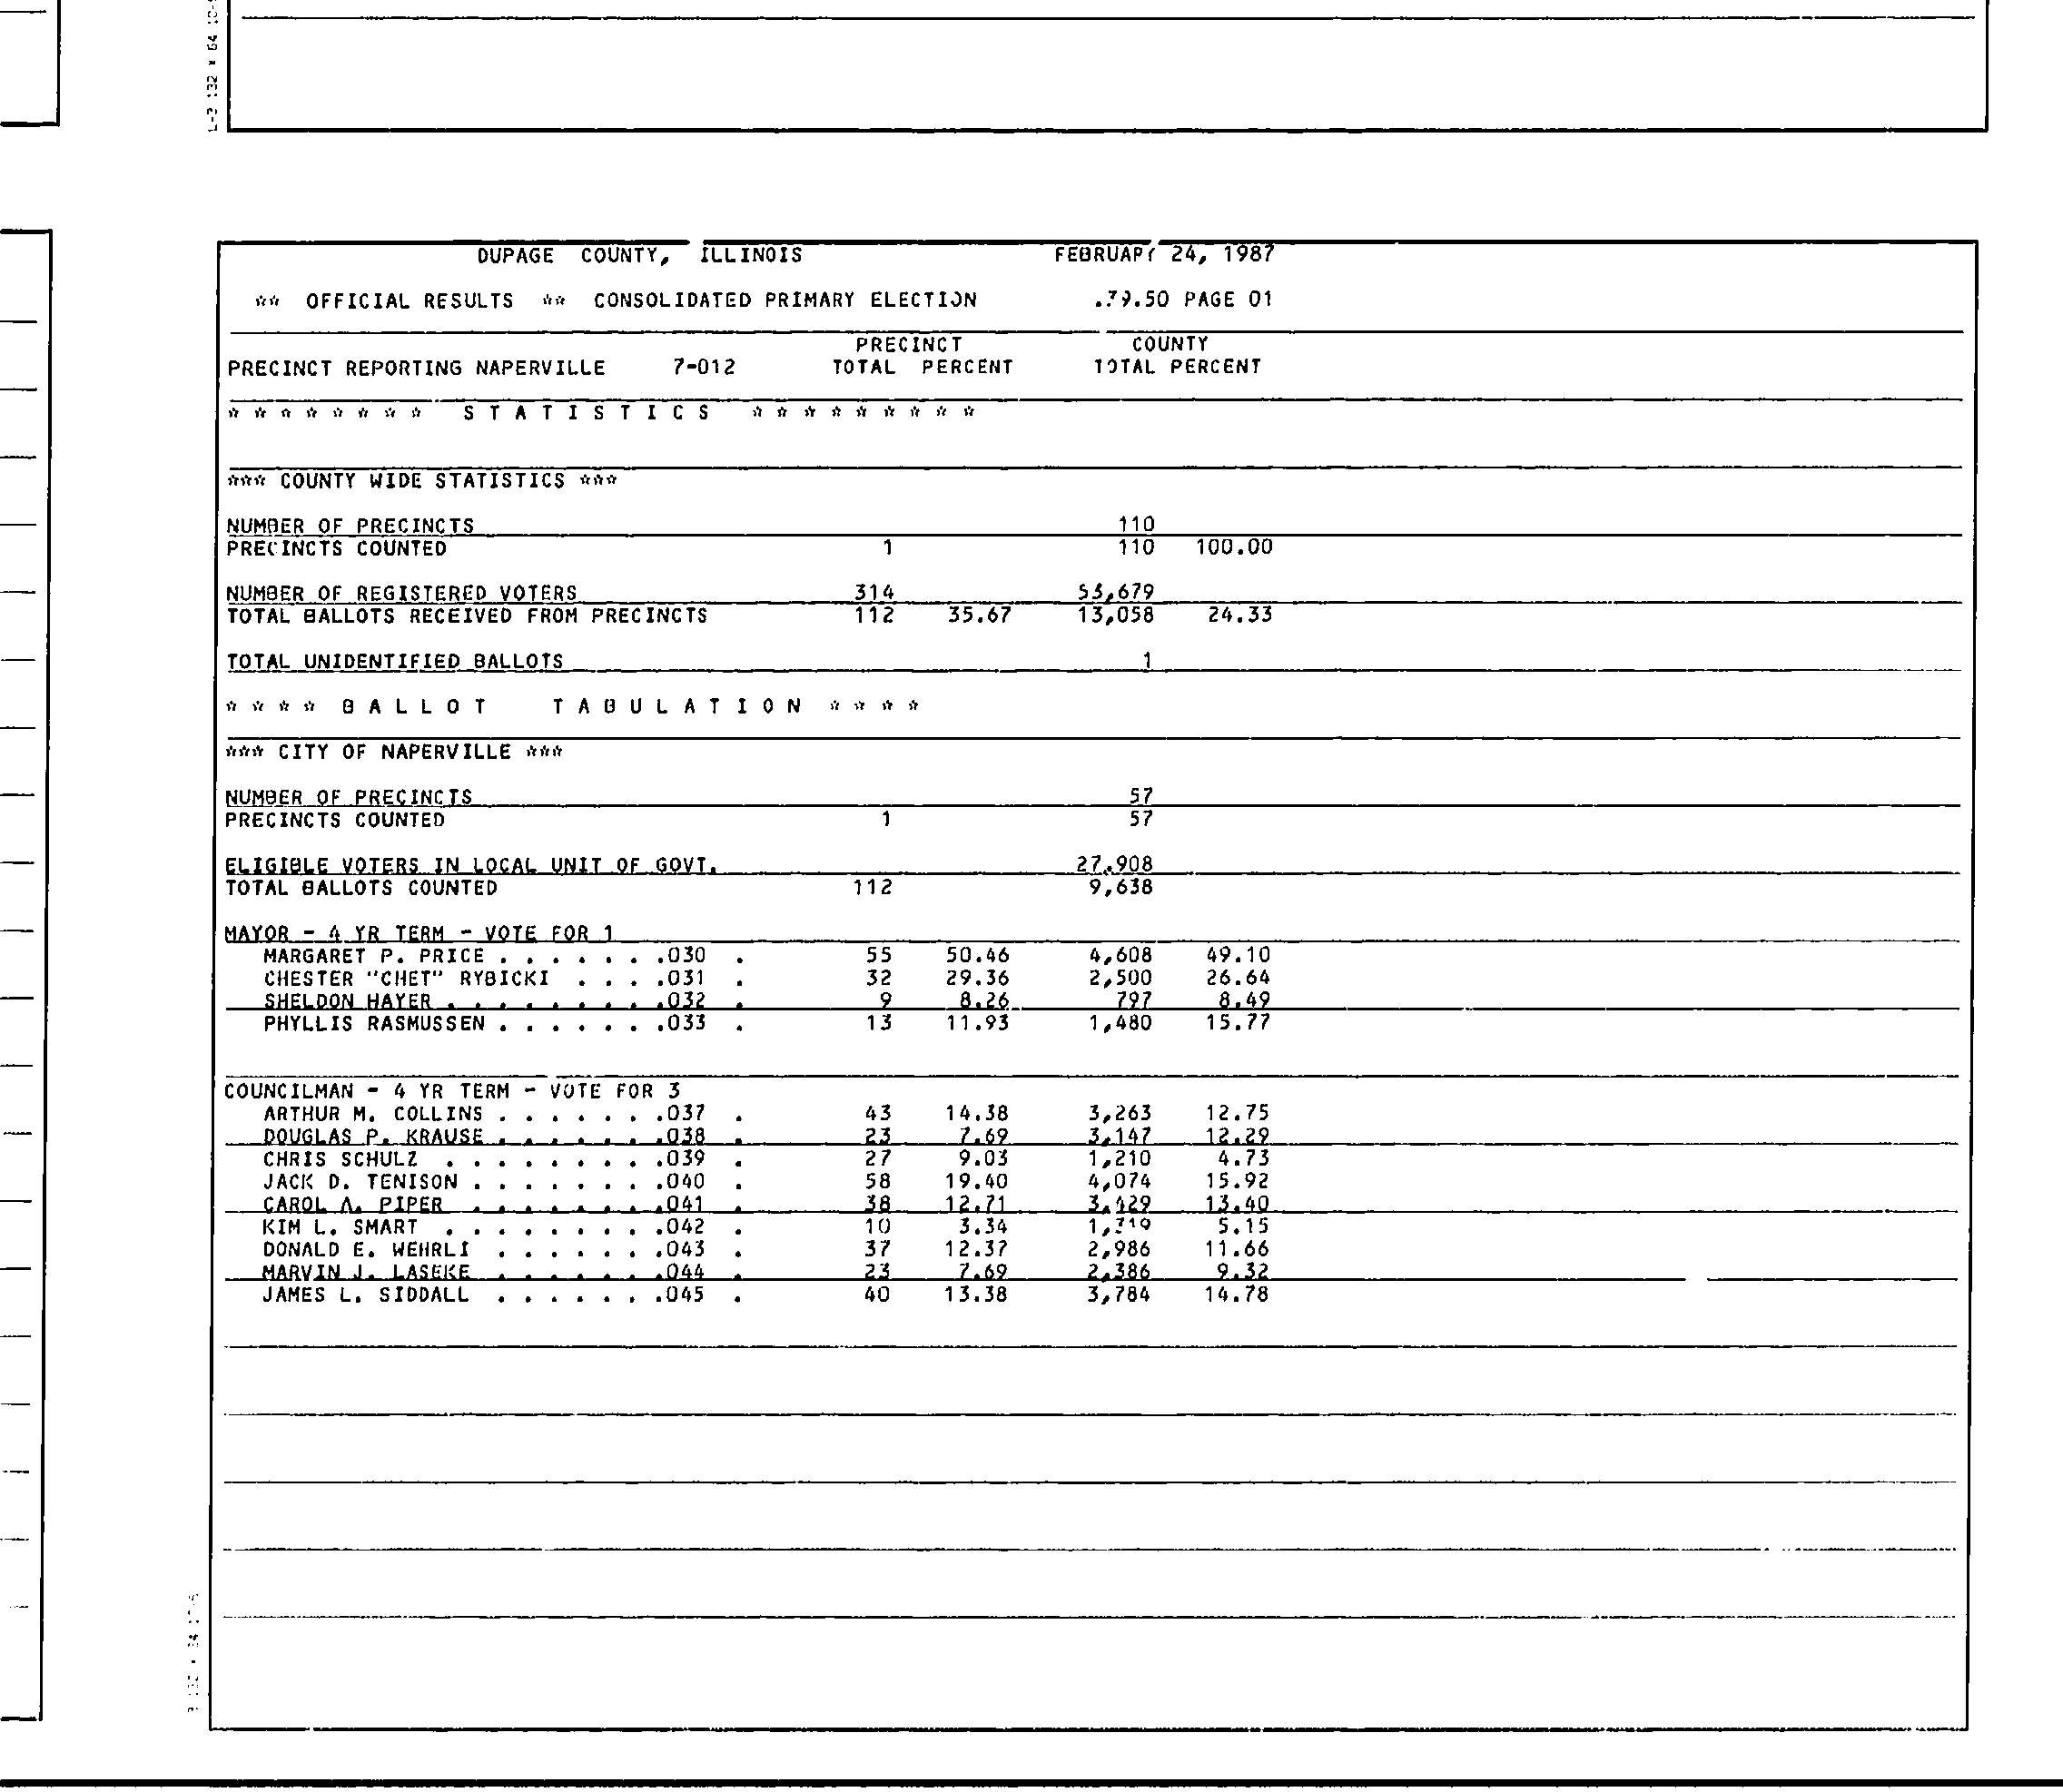 L-3 132 * 64 10-
DUPAGE COUNTY, ILLINOIS FEBRUARY 24, 1987
** OFFICIAL RESULTS ** CONSOLIDATED PRIMARY ELECTION .79.50 PAGE 01
PRECINCT COUNTY
PRECINCT REPORTING NAPERVILLE 7-012 TOTAL PERCENT TOTAL PERCENT
* * * * * * * * S T A T I S T I C S * * * * * * * * *
*** COUNTY WIDE STATISTICS ***
NUMBER OF PRECINCTS 110
PRECINCTS COUNTED 1 110 100.00
NUMBER OF REGISTERED VOTERS 314 53,679
TOTAL BALLOTS RECEIVED FROM PRECINCTS 112 35.67 13,058 24.33
TOTAL UNIDENTIFIED BALLOTS 1
* * * * B A L L O T T A B U L A T I O N * * * *
*** CITY OF NAPERVILLE ***
NUMBER OF PRECINCTS 57
PRECINCTS COUNTED 1 57
ELIGIBLE VOTERS IN LOCAL UNIT OF GOVT. 27,908
TOTAL BALLOTS COUNTED 112 9,638
MAYOR - 4 YR TERM - VOTE FOR 1
MARGARET P. PRICE . . . . . . .030 . 55 50.46 4,608 49.10
CHESTER "CHET" RYBICKI . . . .031 . 32 29.36 2,500 26.64
SHELDON HAYER . . . . . . . . .032 . 9 8.26 797 8.49
PHYLLIS RASMUSSEN . . . . . . .033 . 13 11.93 1,480 15.77
COUNCILMAN - 4 YR TERM - VOTE FOR 3
ARTHUR M. COLLINS . . . . . . .037 . 43 14.38 3,263 12.75
DOUGLAS P. KRAUSE . . . . . . .038 . 23 7.69 3,147 12.29
CHRIS SCHULZ . . . . . . . . .039 . 27 9.03 1,210 4.73
JACK D. TENISON . . . . . . . .040 . 58 19.40 4,074 15.92
CAROL A. PIPER . . . . . . . .041 . 38 12.71 3,429 13.40
KIM L. SMART . . . . . . . . .042 . 10 3.34 1,319 5.15
DONALD E. WEHRLI . . . . . . .043 . 37 12.37 2,986 11.66
MARVIN J. LASEKE . . . . . . .044 . 23 7.69 2,386 9.32
JAMES L. SIDDALL . . . . . . .045 . 40 13.38 3,784 14.78